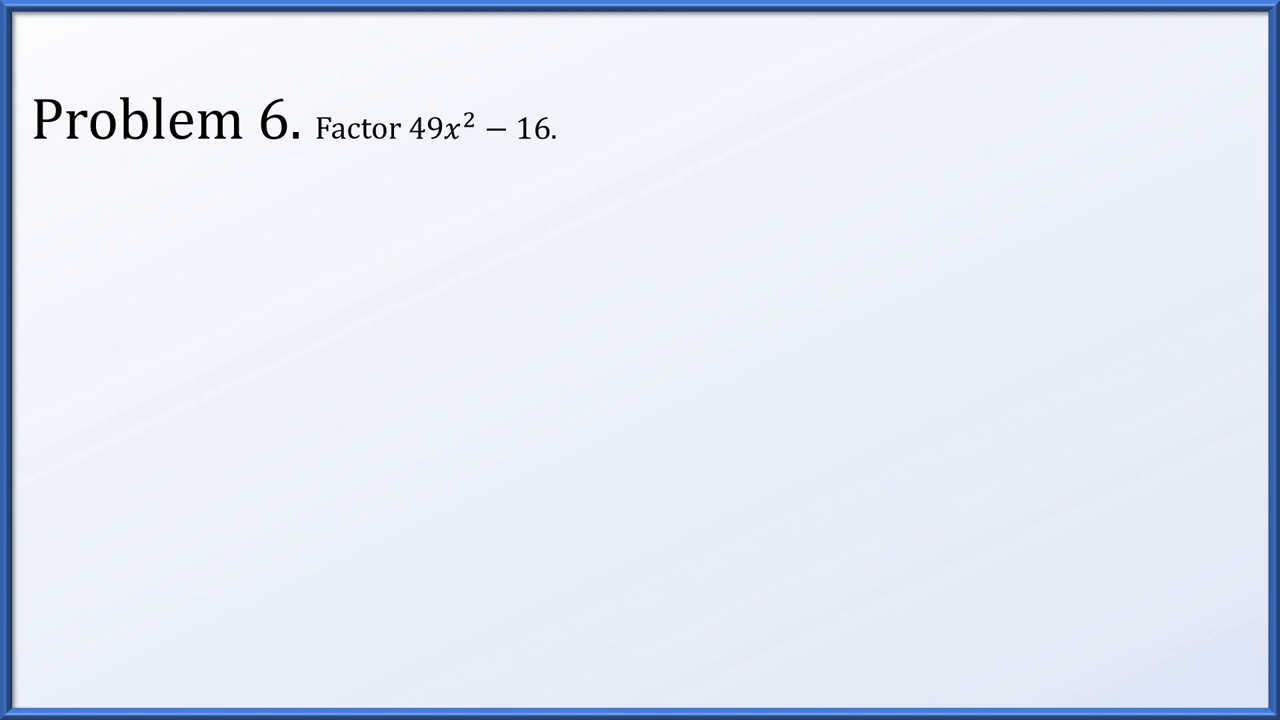 Problem 6. Factor 49𝑥² − 16.